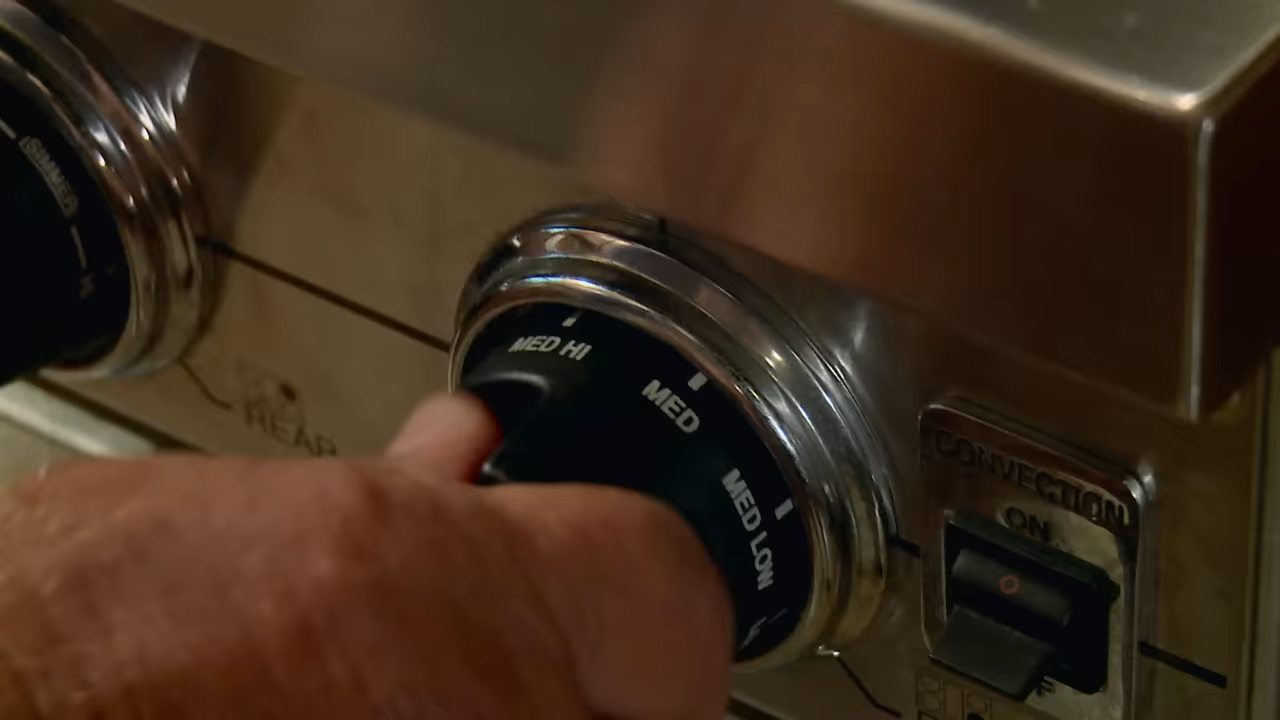 SIMMER
REAR
MED HI
MED
MED LOW
CONVECTION
ON